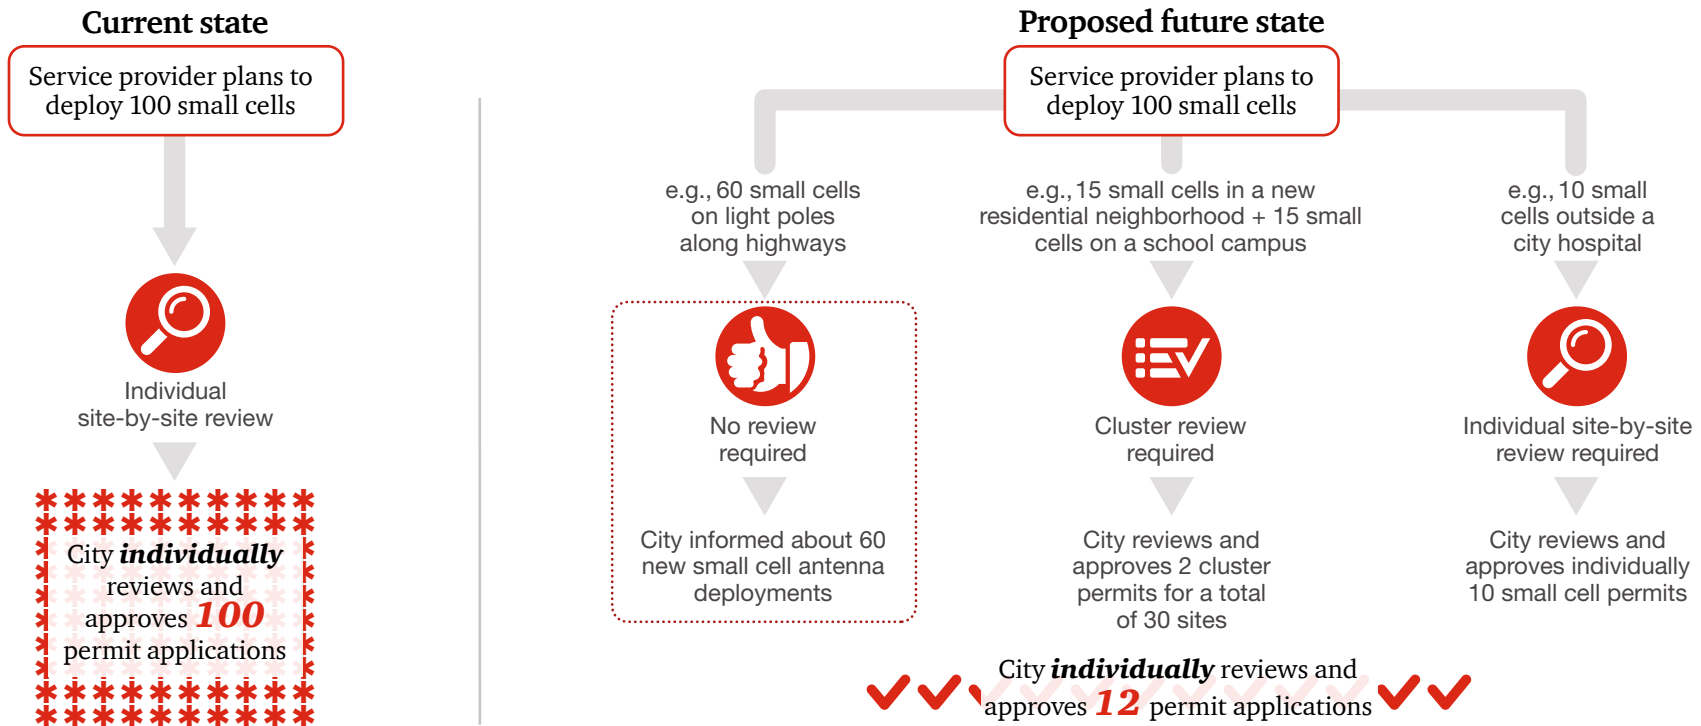 Current state
Service provider plans to
deploy 100 small cells
Individual
site-by-site review
City individually
reviews and
approves 100
permit applications
Proposed future state
Service provider plans to
deploy 100 small cells
e.g., 60 small cells
on light poles
along highways
No review
required
City informed about 60
new small cell antenna
deployments
e.g., 15 small cells in a new
residential neighborhood + 15 small
cells on a school campus
Cluster review
required
City reviews and
approves 2 cluster
permits for a total
of 30 sites
e.g., 10 small
cells outside a
city hospital
Individual site-by-site
review required
City reviews and
approves individually
10 small cell permits
City individually reviews and
approves 12 permit applications